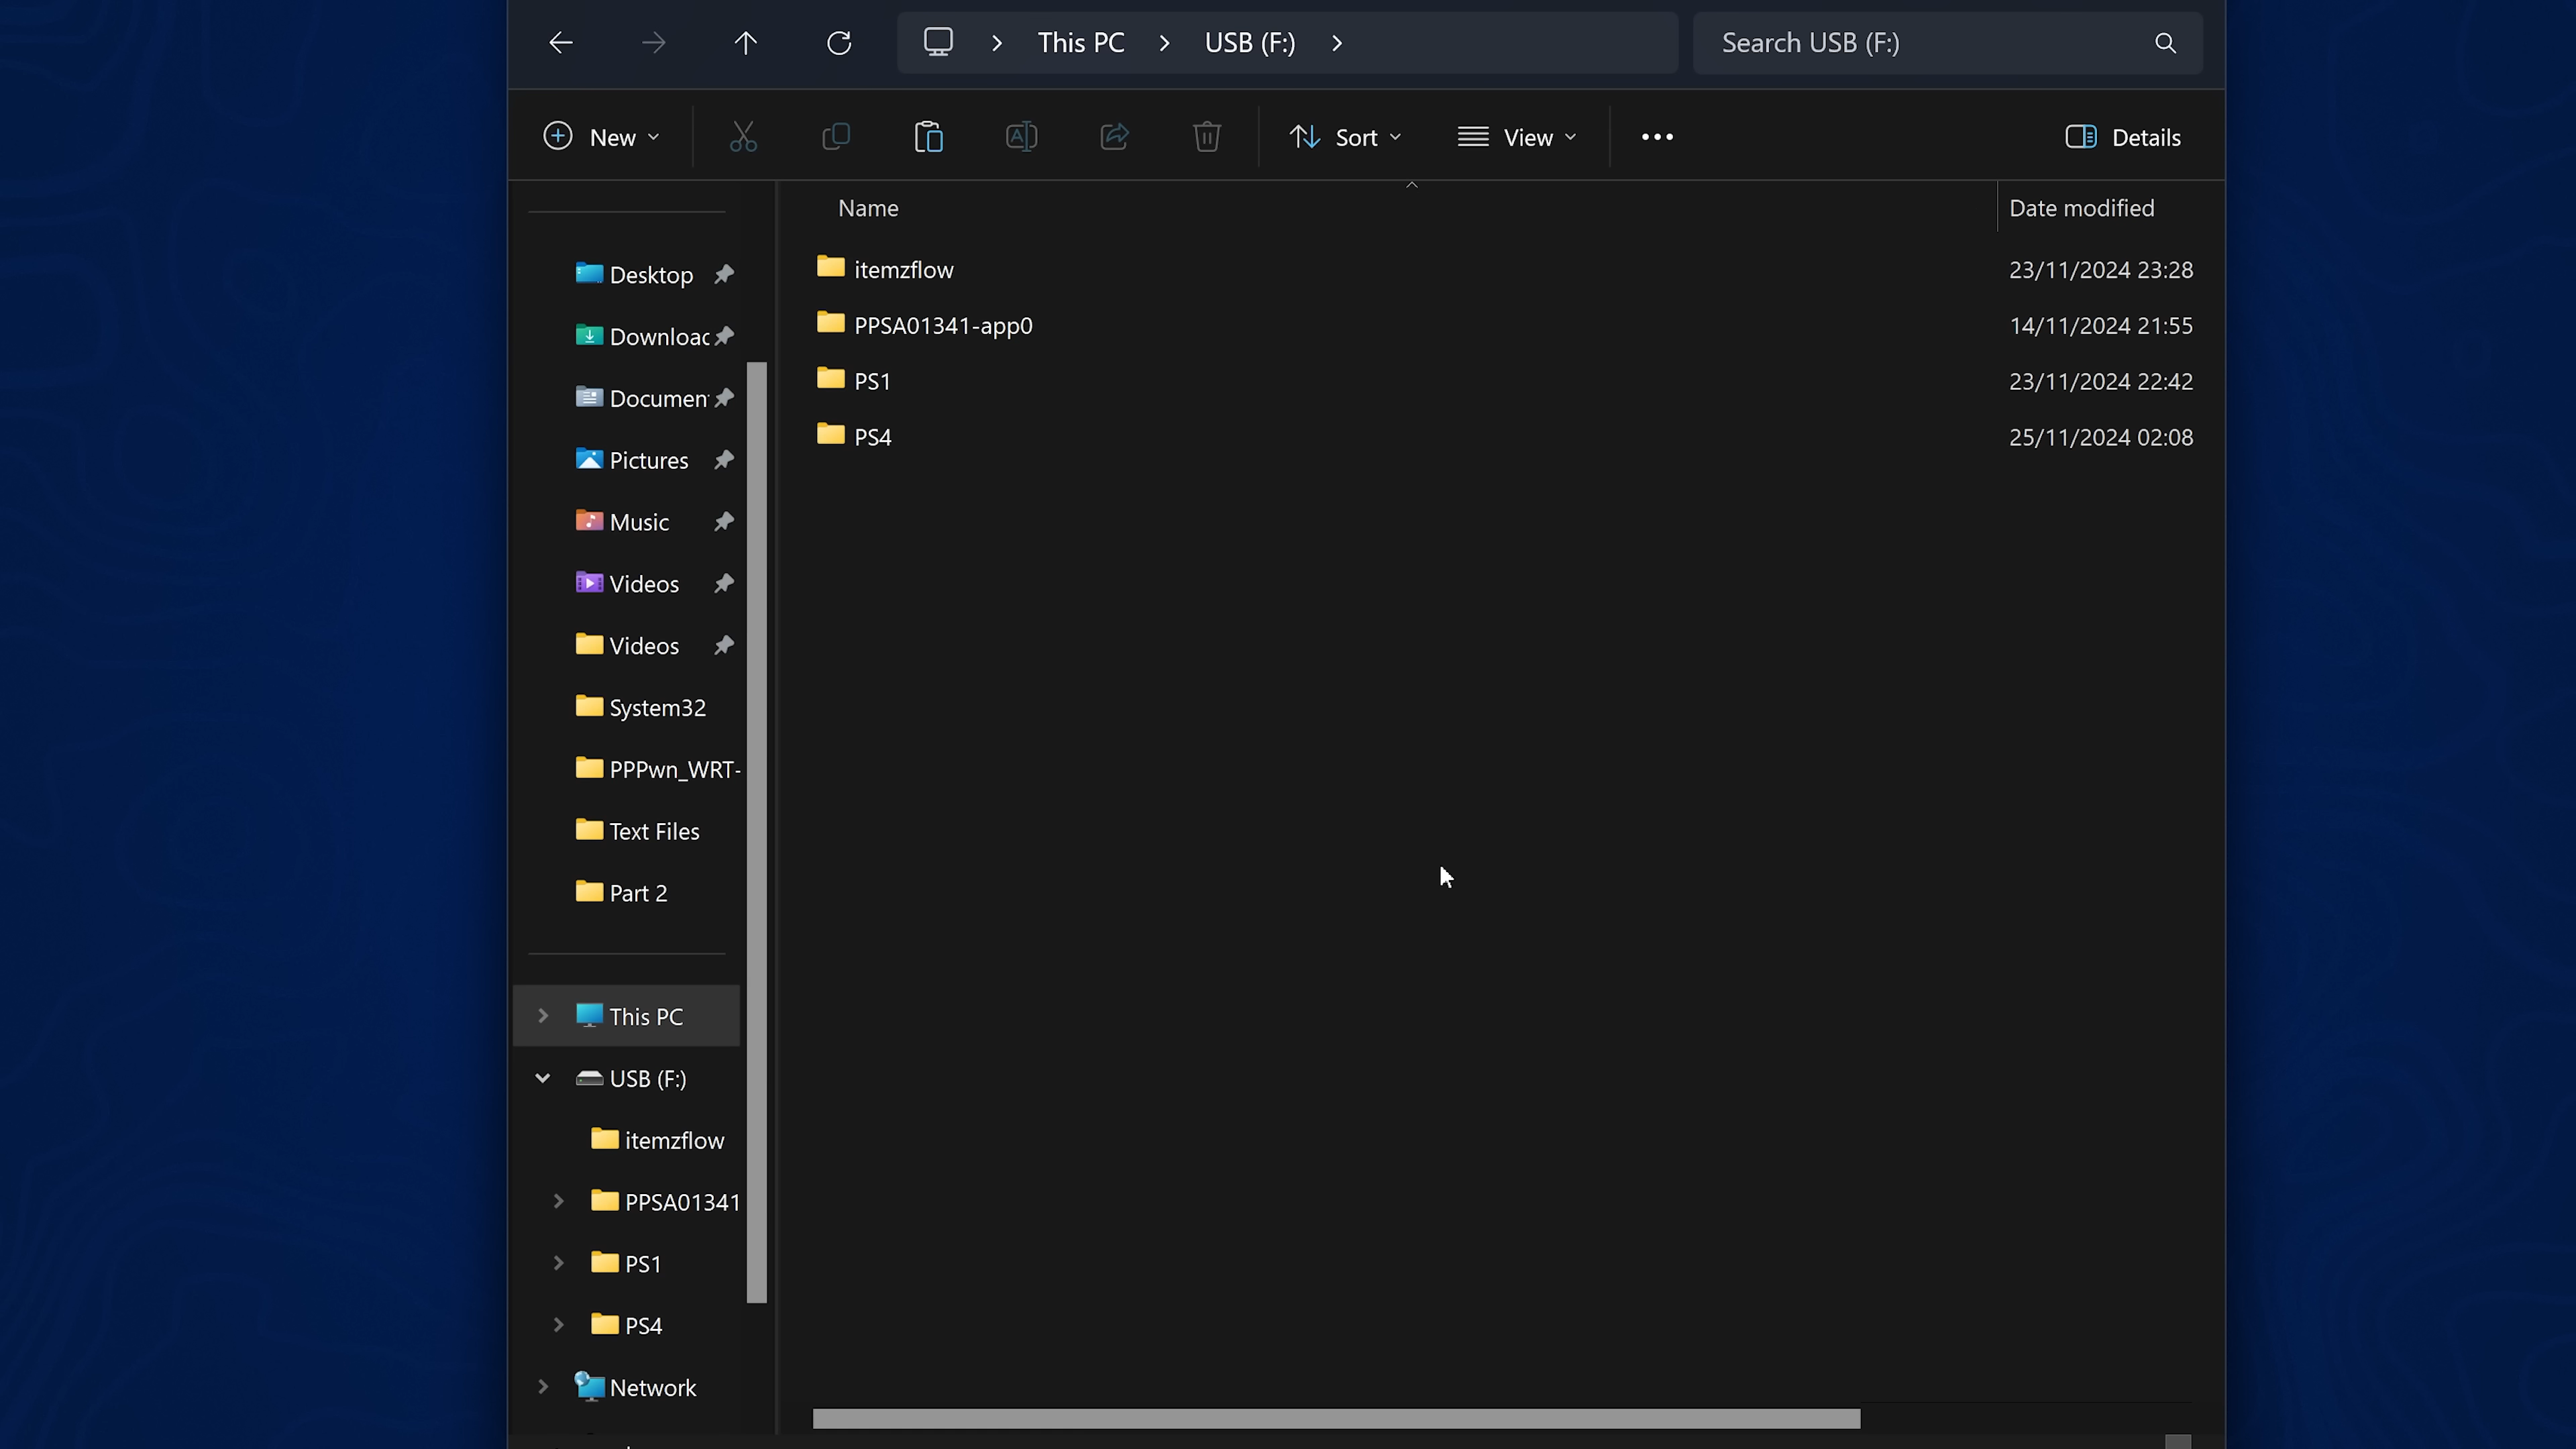 This PC
USB (F:)
Search USB (F:)
New
Sort
View
Details
Name
Date modified
itemzflow
23/11/2024 23:28
PPSA01341-app0
14/11/2024 21:55
PS1
23/11/2024 22:42
PS4
25/11/2024 02:08
Desktop
Downloac
Documen
Pictures
Music
Videos
Videos
System32
PPPwn_WRT-
Text Files
Part 2
This PC
USB (F:)
itemzflow
PPSA01341
PS1
PS4
Network